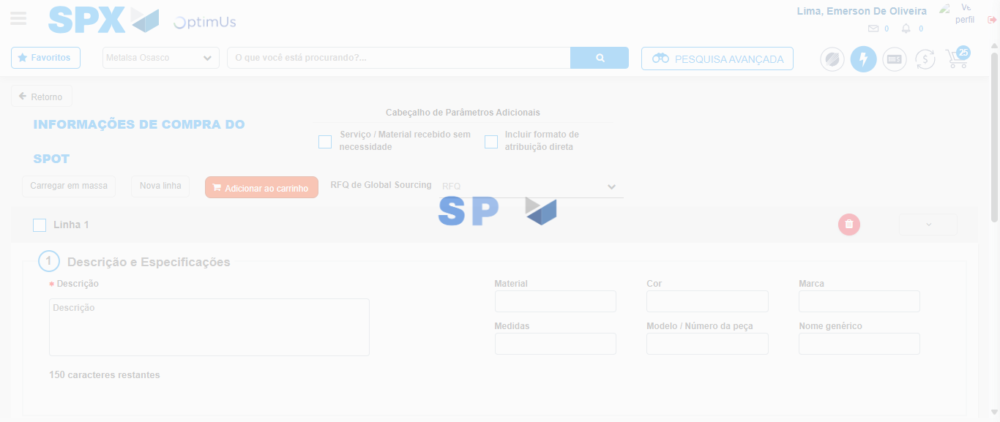 Lima, Emerson De Oliveira
Ve
perfil
SPX
OptimUs
0
0
Favoritos
Metalsa Osasco
O que você está procurando?...
PESQUISA AVANÇADA
$
25
Retorno
INFORMAÇÕES DE COMPRA DO
SPOT
Cabeçalho de Parâmetros Adicionais
Serviço / Material recebido sem
necessidade
Incluir formato de
atribuição direta
Carregar em massa
Nova linha
Adicionar ao carrinho
RFQ de Global Sourcing
RFQ
SP
Linha 1
1
Descrição e Especificações
* Descrição
Descrição
150 caracteres restantes
Material
Cor
Marca
Medidas
Modelo / Número da peça
Nome genérico